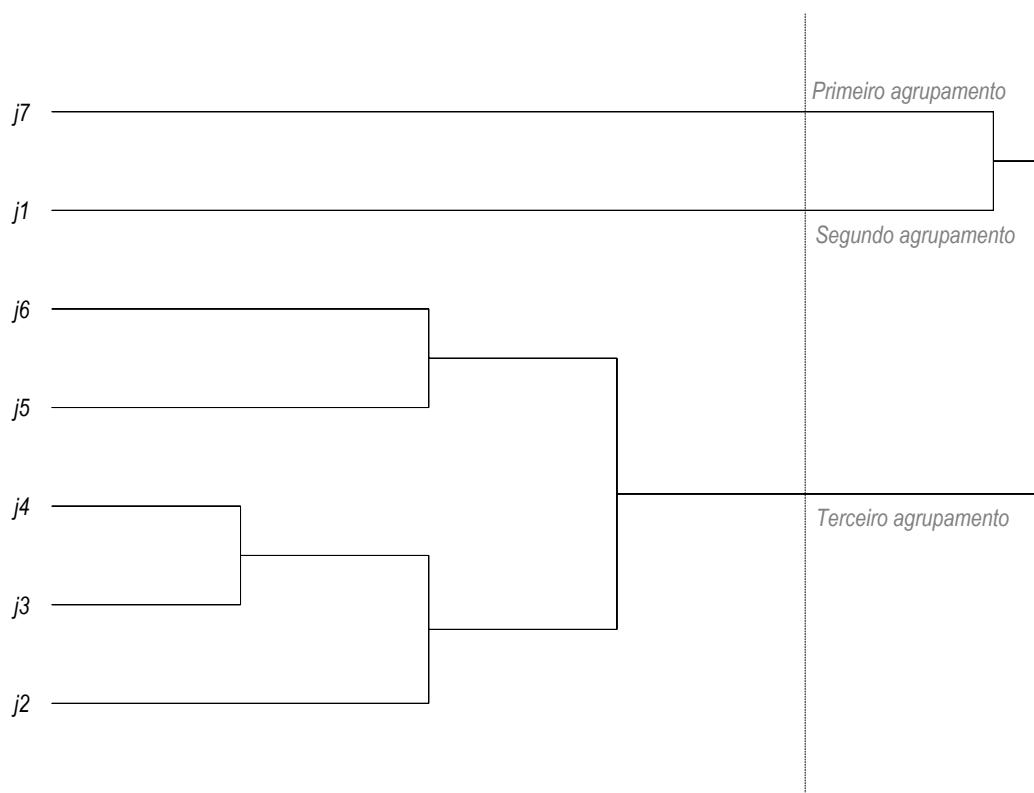 Primeiro agrupamento
j7
j1
Segundo agrupamento
j6
j5
j4
Terceiro agrupamento
j3
j2